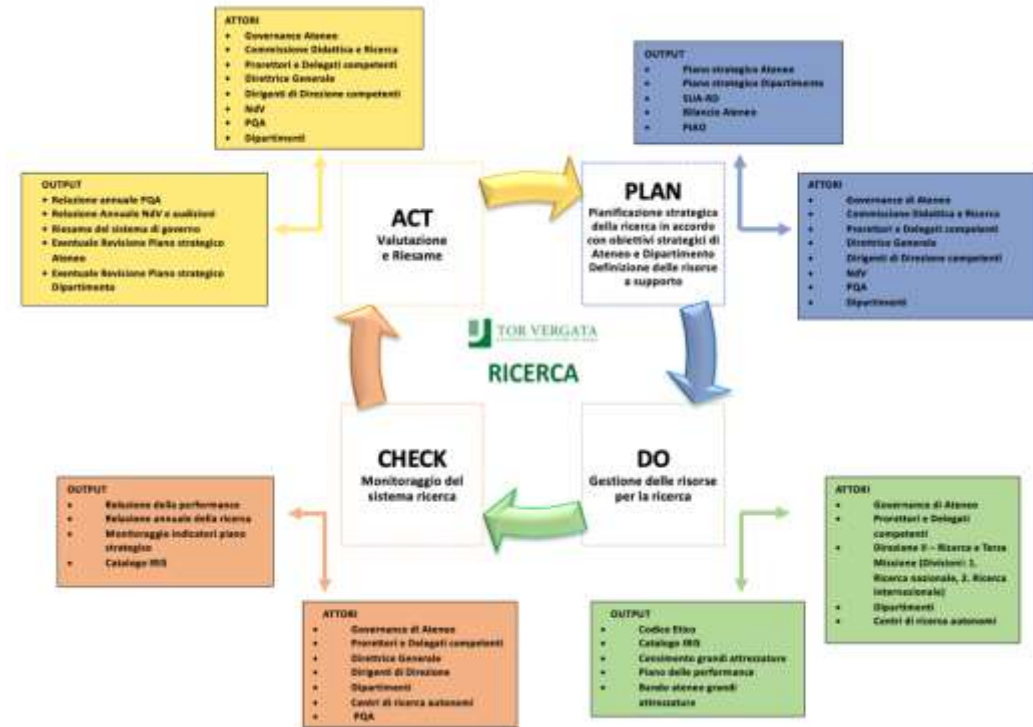 ATTORI
• Governance Ateneo
• Commissione Didattica e Ricerca
• Prorettori e Delegati competenti
• Direttrice Generale
• Dirigenti di Direzione competenti
• NdV
• PQA
• Dipartimenti
OUTPUT
• Piano strategico Ateneo
• Piano strategico Dipartimento
• SUA-RD
• Bilancio Ateneo
• PIAO
OUTPUT
• Relazione annuale PQA
• Relazione Annuale NdV e audizioni
• Riesame del sistema di governo
• Eventuale Revisione Piano strategico
Ateneo
• Eventuale Revisione Piano strategico
Dipartimento
ACT
Valutazione
e Riesame
PLAN
Pianificazione strategica
della ricerca in accordo
con obiettivi strategici di
Ateneo e Dipartimento
Definizione delle risorse
a supporto
ATTORI
• Governance di Ateneo
• Commissione Didattica e Ricerca
• Prorettori e Delegati competenti
• Direttrice Generale
• Dirigenti di Direzione competenti
• NdV
• PQA
• Dipartimenti
TOR VERGATA
RICERCA
CHECK
Monitoraggio del
sistema ricerca
DO
Gestione delle risorse
per la ricerca
OUTPUT
• Relazione della performance
• Relazione annuale della ricerca
• Monitoraggio indicatori piano
strategico
• Catalogo IRIS
ATTORI
• Governance di Ateneo
• Prorettori e Delegati
competenti
• Direzione II – Ricerca e Terza
Missione (Divisioni: 1.
Ricerca nazionale, 2. Ricerca
internazionale)
• Dipartimenti
• Centri di ricerca autonomi
ATTORI
• Governance di Ateneo
• Prorettori e Delegati competenti
• Direttrice Generale
• Dirigenti di Direzione
• Dipartimenti
• Centri di ricerca autonomi
• PQA
OUTPUT
• Codice Etico
• Catalogo IRIS
• Censimento grandi attrezzature
• Piano delle performance
• Bando ateneo grandi
attrezzature